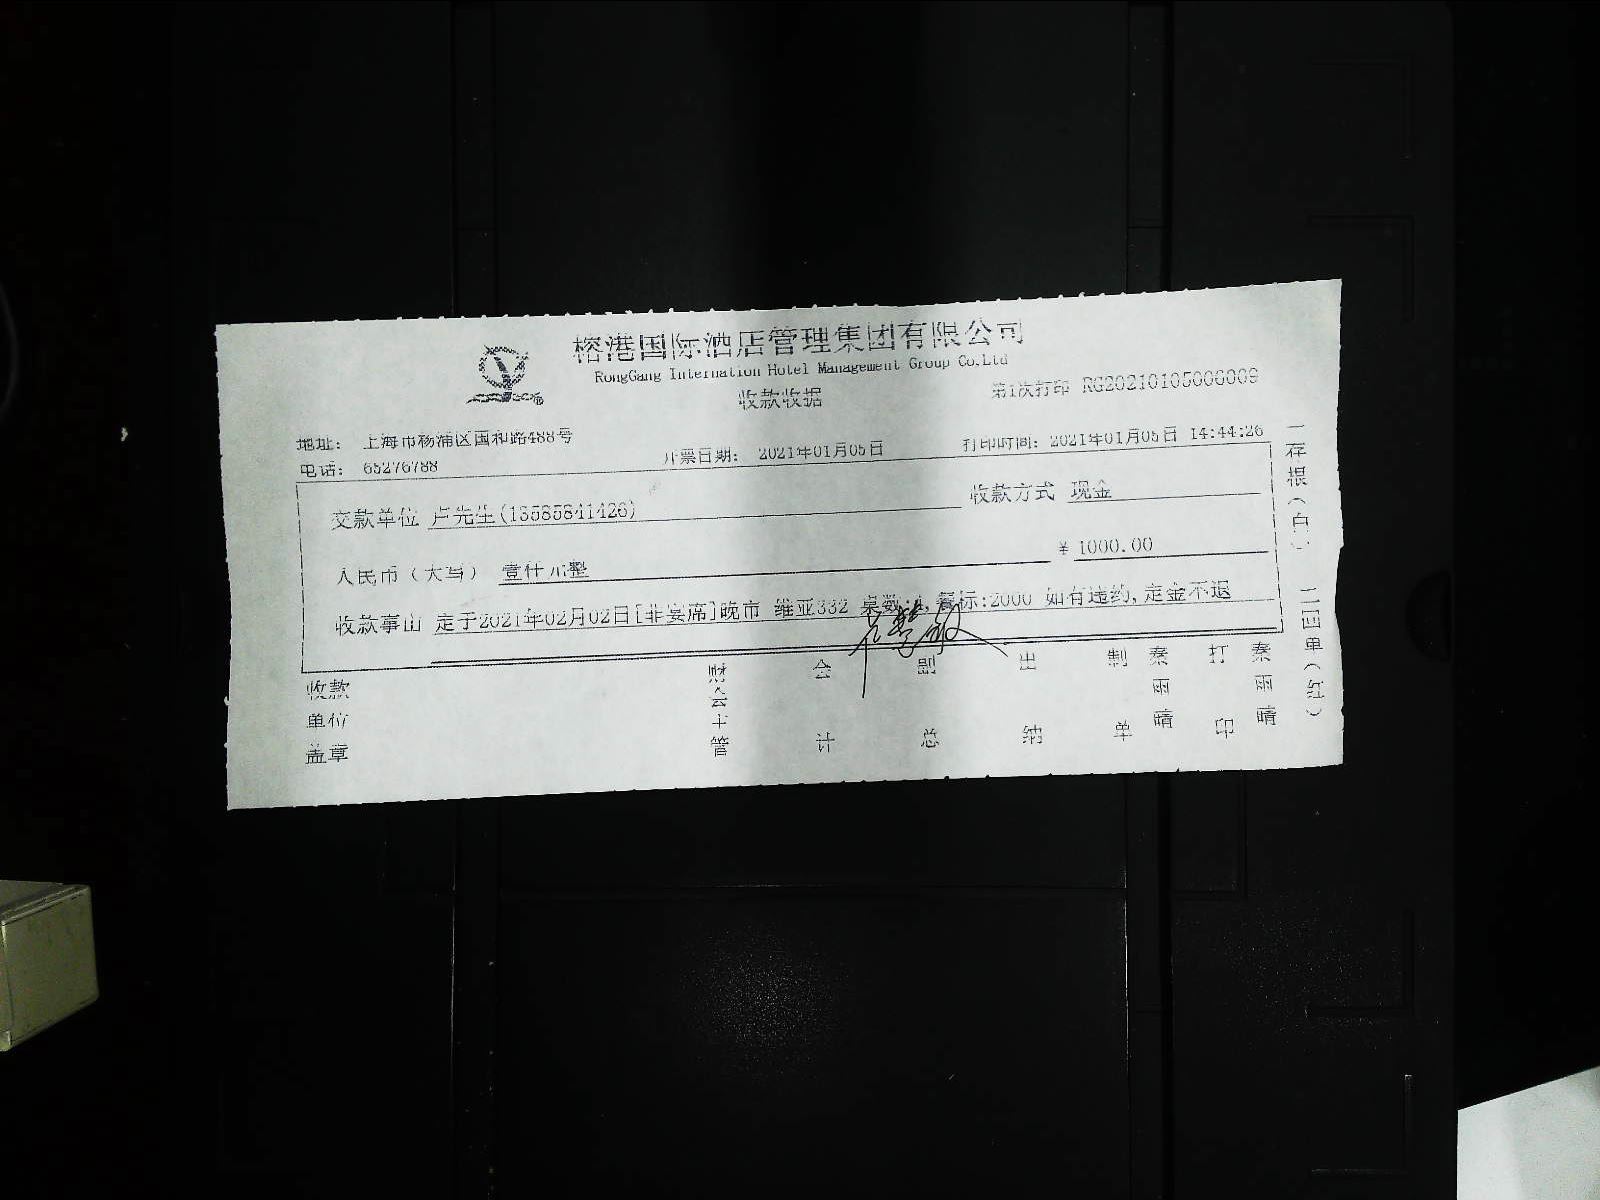 榕港国际酒店管理集团有限公司
RongGang Internation Hotel Management Group Co.Ltd
收款收据
第1次打印 RG20210105000009
地址： 上海市杨浦区国和路488号
电话： 65276788
开票日期： 2021年01月05日
打印时间：2021年01月05日 14:44:26
交款单位 卢先生(13585841426)
收款方式 现金
人民币（大写） 壹仟元整
¥ 1000.00
收款事由 定于2021年02月02日[非宴席]晚市 维亚332 桌数:1,餐标:2000 如有违约,定金不退
收款单位盖章
财会主管
会计
副总
出纳
制单 秦雨晴
打印 秦雨晴
一存根（白） 二回单（红）